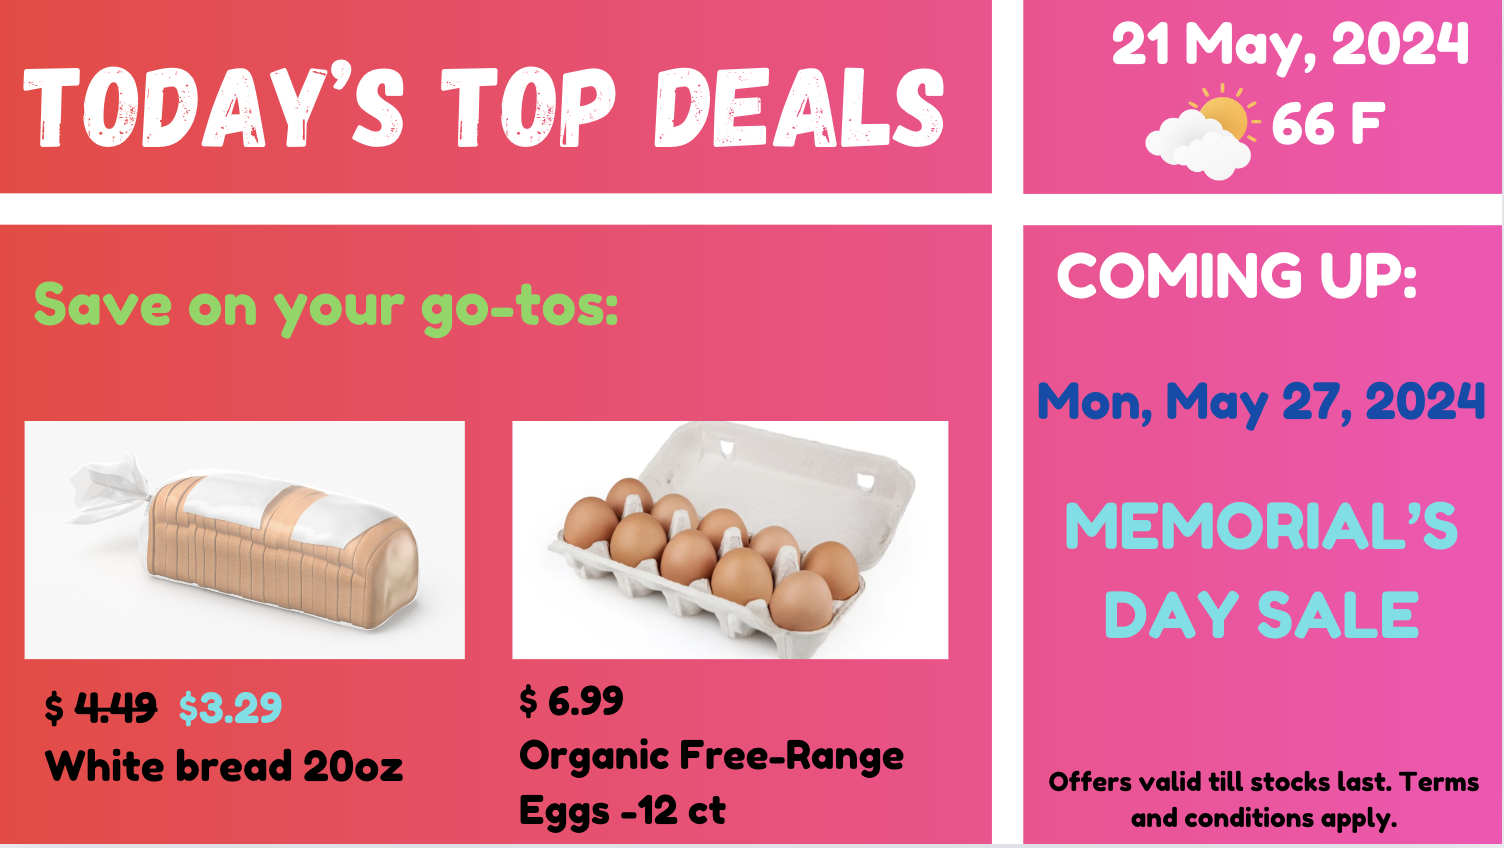 TODAY’S TOP DEALS
21 May, 2024
66 F
Save on your go-tos:
$ 4.49 $3.29
White bread 20oz
$ 6.99
Organic Free-Range
Eggs -12 ct
COMING UP:
Mon, May 27, 2024
MEMORIAL’S
DAY SALE
Offers valid till stocks last. Terms
and conditions apply.